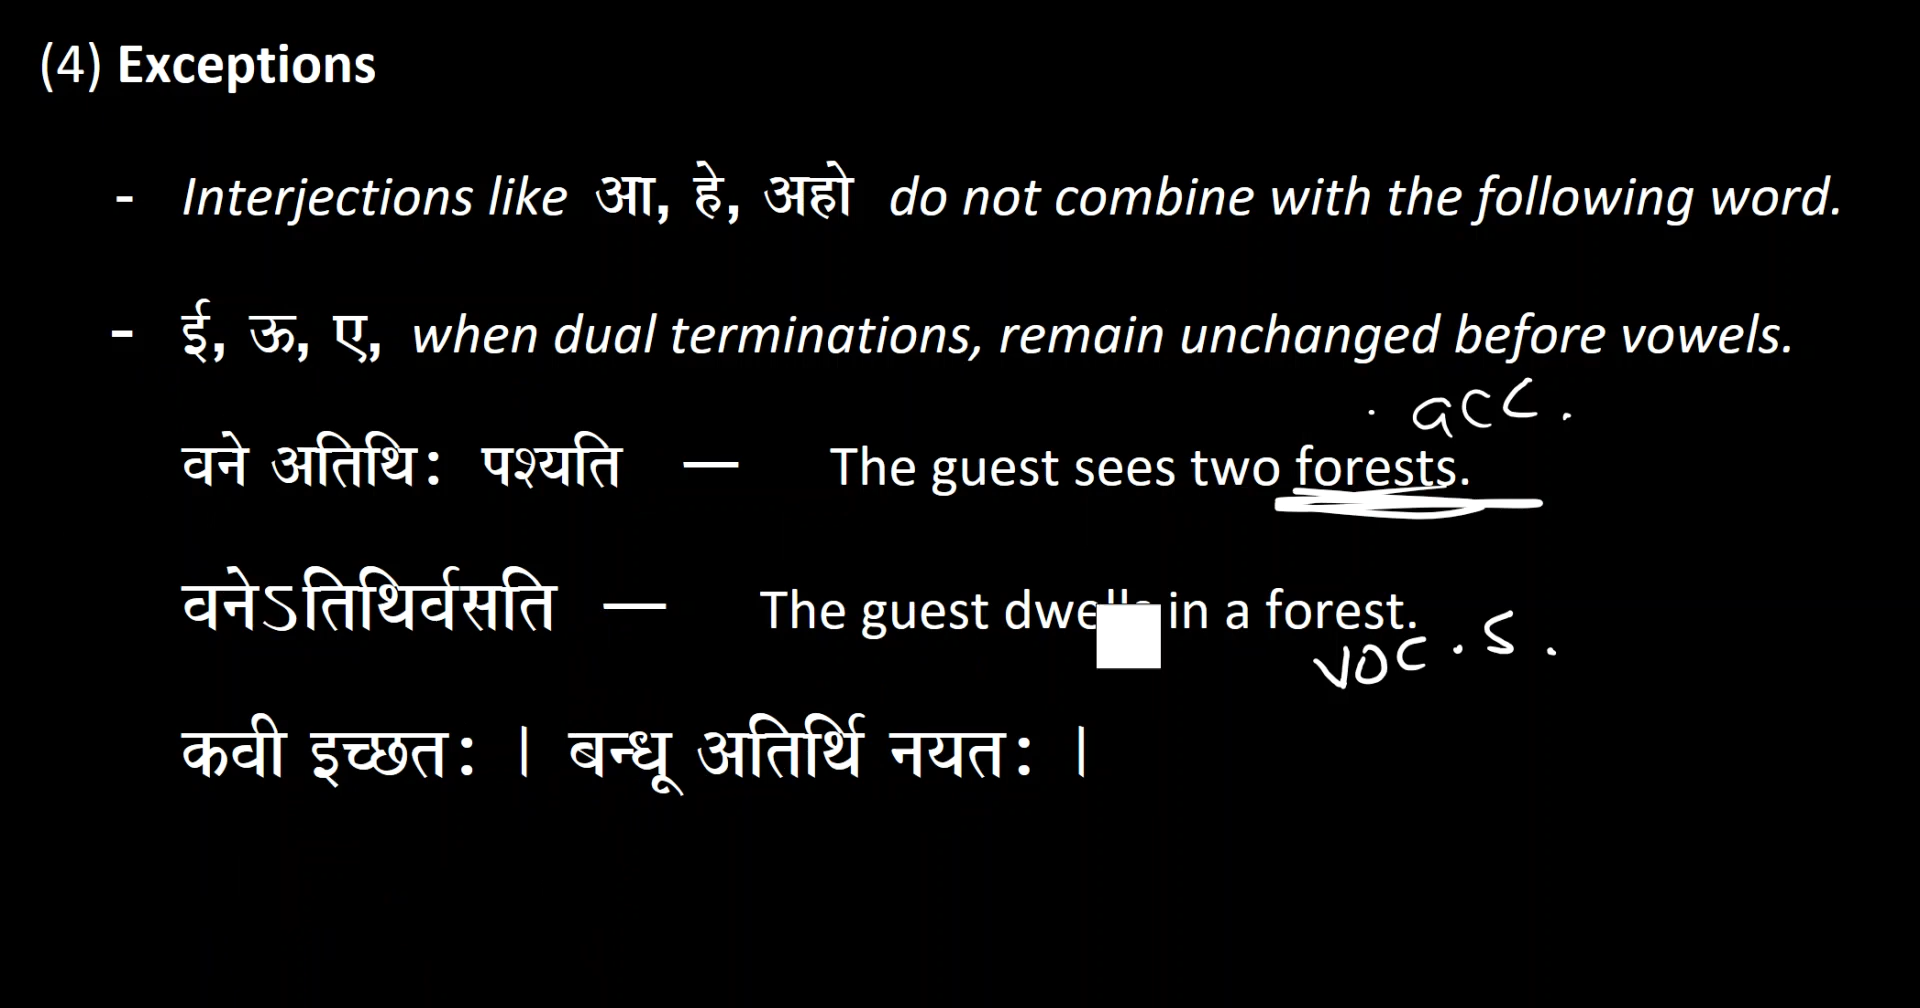 (4) Exceptions
- Interjections like आ, हे, अहो do not combine with the following word.
- ई, ऊ, ए, when dual terminations, remain unchanged before vowels.
acc.
वने अतिथिः पश्यति — The guest sees two forests.
वनेऽतिथिर्वसति — The guest dwells in a forest.
voc. s.
कवी इच्छतः । बन्धू अतिथिं नयतः ।